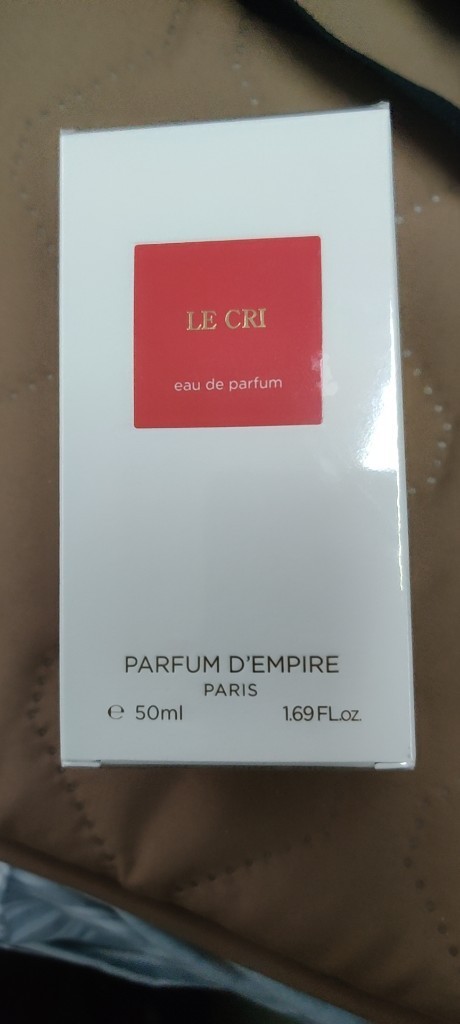 LE CRI
eau de parfum
PARFUM D'EMPIRE
PARIS
℮ 50ml 1.69 FL.oz.